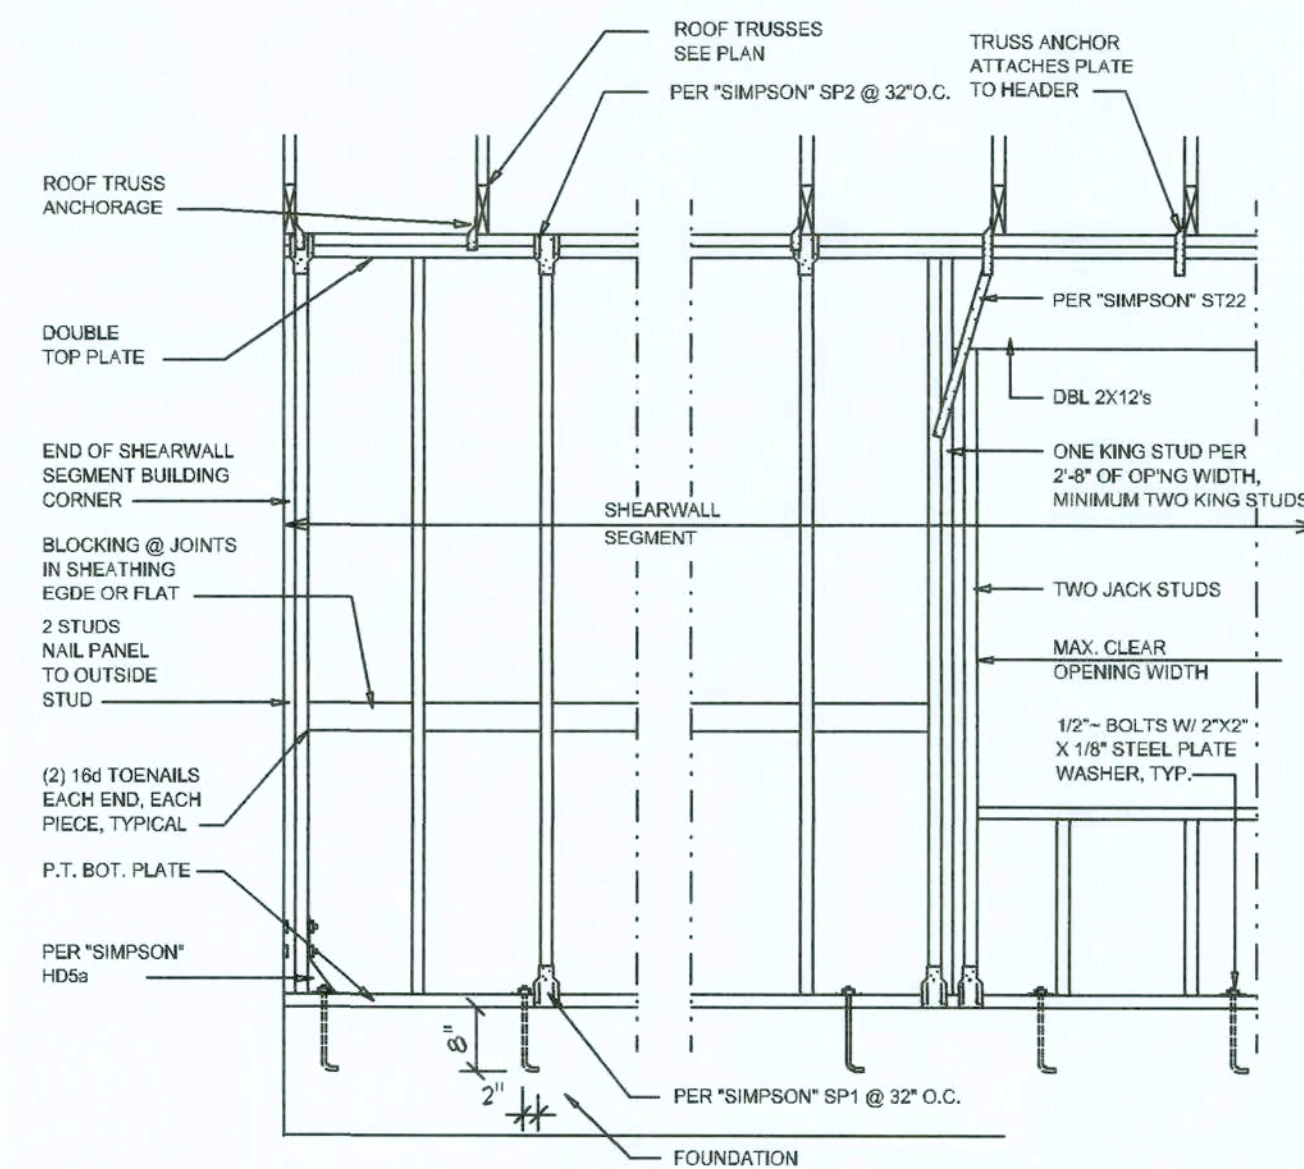 ROOF TRUSSES
SEE PLAN
PER "SIMPSON" SP2 @ 32"O.C.
TRUSS ANCHOR
ATTACHES PLATE
TO HEADER
ROOF TRUSS
ANCHORAGE
DOUBLE
TOP PLATE
END OF SHEARWALL
SEGMENT BUILDING
CORNER
BLOCKING @ JOINTS
IN SHEATHING
EGDE OR FLAT
2 STUDS
NAIL PANEL
TO OUTSIDE
STUD
(2) 16d TOENAILS
EACH END, EACH
PIECE, TYPICAL
P.T. BOT. PLATE
PER "SIMPSON"
HD5a
SHEARWALL
SEGMENT
PER "SIMPSON" ST22
DBL 2X12's
ONE KING STUD PER
2'-8" OF OP'NG WIDTH,
MINIMUM TWO KING STUDS
TWO JACK STUDS
MAX. CLEAR
OPENING WIDTH
1/2"~ BOLTS W/ 2"X2"
X 1/8" STEEL PLATE
WASHER, TYP.
8"
2"
PER "SIMPSON" SP1 @ 32" O.C.
FOUNDATION